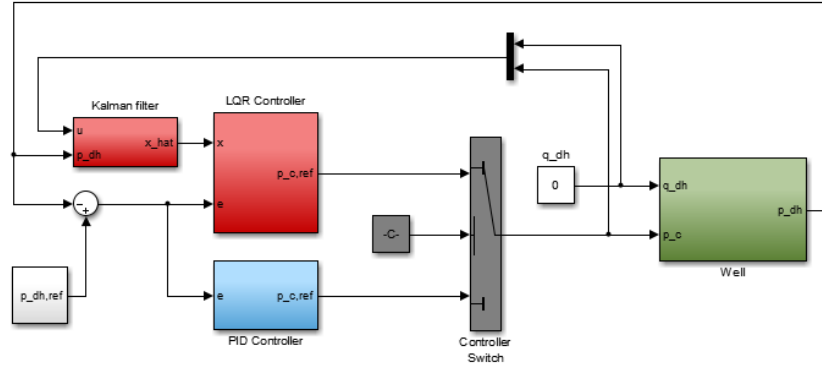 Kalman filter
LQR Controller
u
p_dh
x_hat
x
e
p_c,ref
q_dh
0
q_dh
p_c
p_dh
Well
-
+
-C-
p_dh,ref
e
p_c,ref
PID Controller
Controller
Switch